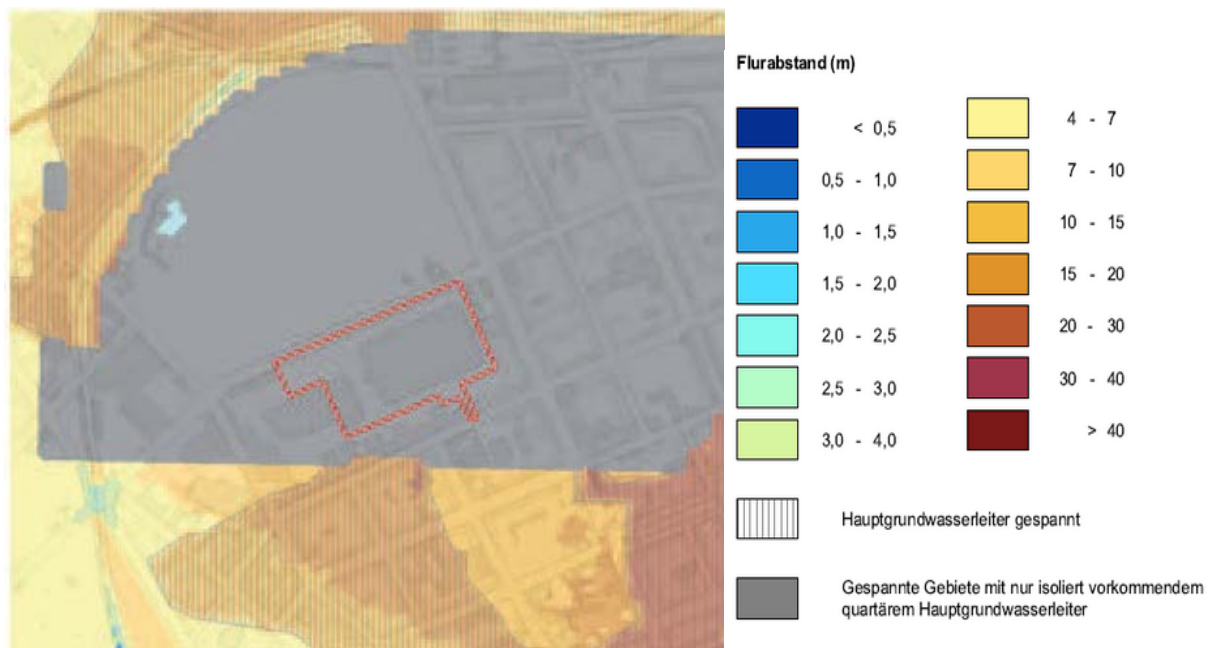 Flurabstand (m)
< 0,5
0,5 - 1,0
1,0 - 1,5
1,5 - 2,0
2,0 - 2,5
2,5 - 3,0
3,0 - 4,0
4 - 7
7 - 10
10 - 15
15 - 20
20 - 30
30 - 40
> 40
Hauptgrundwasserleiter gespannt
Gespannte Gebiete mit nur isoliert vorkommendem
quartärem Hauptgrundwasserleiter